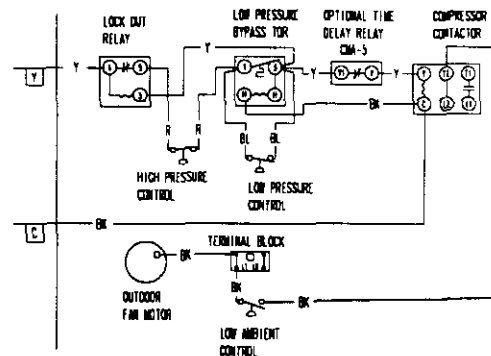 LOCK OUT
RELAY
LOW PRESSURE
BYPASS TDR
OPTIONAL TIME
DELAY RELAY
CMA-5
COMPRESSOR
CONTACTOR
Y
Y
Y
Y
Y
Y
BK
R
R
BL
BL
HIGH PRESSURE
CONTROL
LOW PRESSURE
CONTROL
C
BK
TERMINAL BLOCK
BK
BK
BK
OUTDOOR
FAN MOTOR
LOW AMBIENT
CONTROL